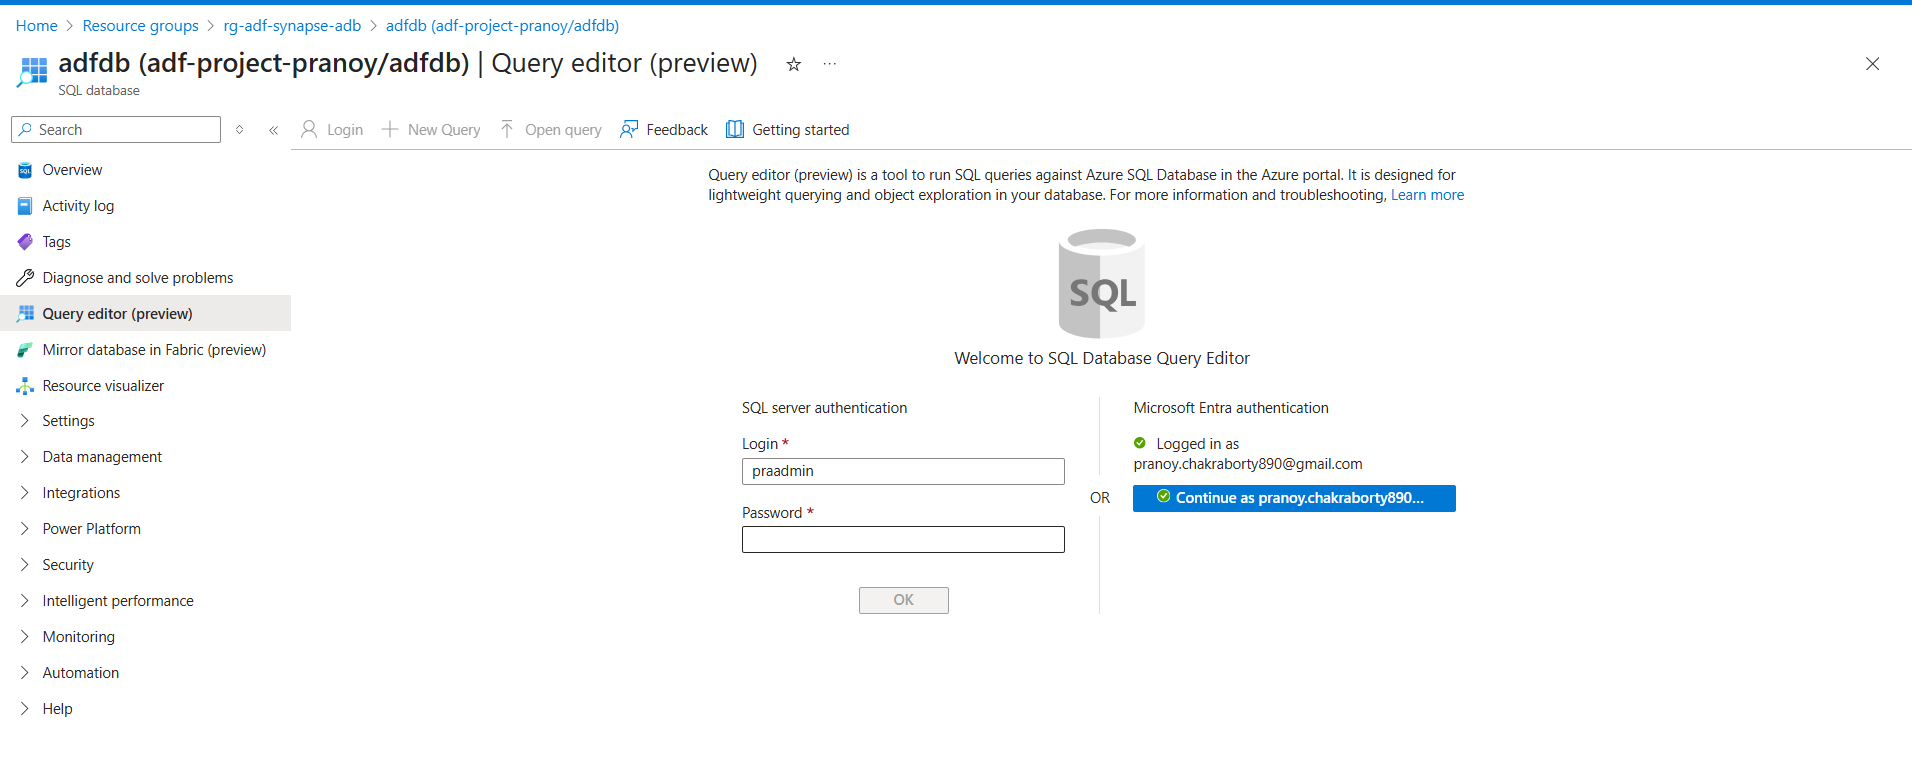 Home > Resource groups > rg-adf-synapse-adb > adfdb (adf-project-pranoy/adfdb)
adfdb (adf-project-pranoy/adfdb) | Query editor (preview)
SQL database
Search
Login
New Query
Open query
Feedback
Getting started
Overview
Activity log
Tags
Diagnose and solve problems
Query editor (preview)
Mirror database in Fabric (preview)
Resource visualizer
Settings
Data management
Integrations
Power Platform
Security
Intelligent performance
Monitoring
Automation
Help
Query editor (preview) is a tool to run SQL queries against Azure SQL Database in the Azure portal. It is designed for
lightweight querying and object exploration in your database. For more information and troubleshooting, Learn more
SQL
Welcome to SQL Database Query Editor
SQL server authentication
Login *
praadmin
Password *
OK
OR
Microsoft Entra authentication
Logged in as
pranoy.chakraborty890@gmail.com
Continue as pranoy.chakraborty890...